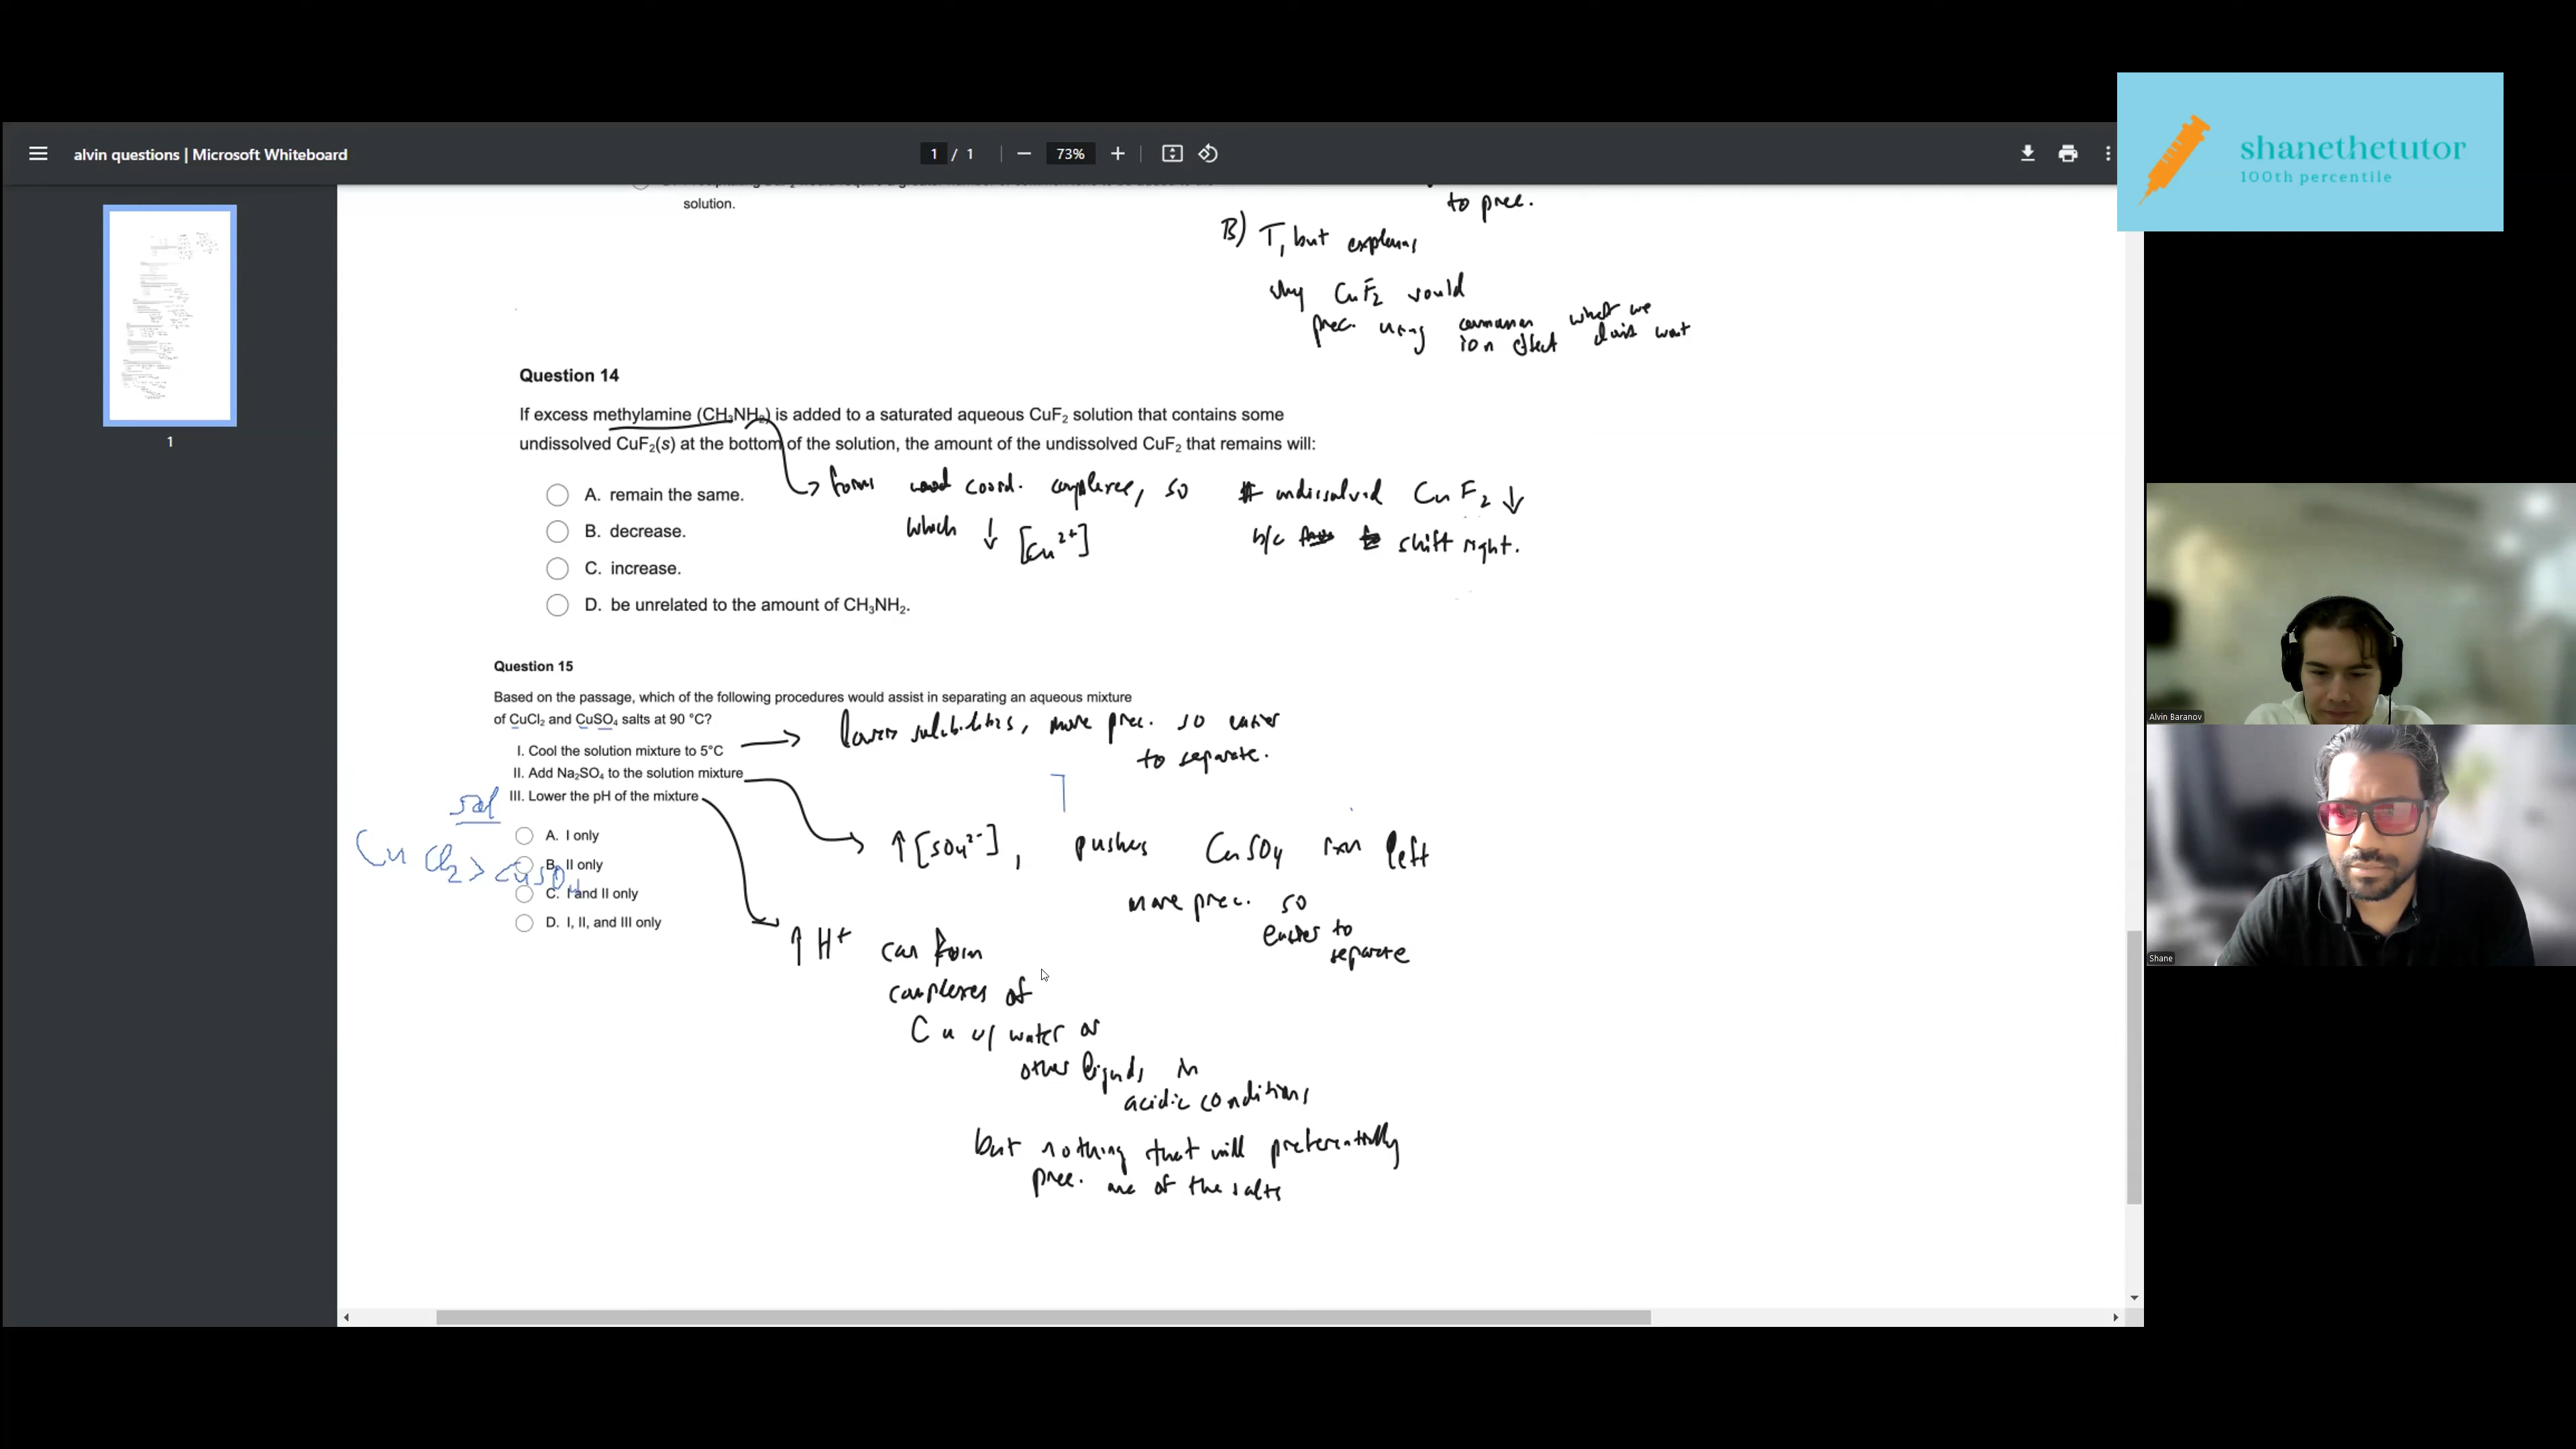 alvin questions | Microsoft Whiteboard
1 / 1
73%
shanethetutor
100th percentile
1
solution.
to prec.
B) T, but explains
why CuF2 would
prec. using common ion effect
what we
don't want
Question 14
If excess methylamine (CH₃NH₂) is added to a saturated aqueous CuF₂ solution that contains some
undissolved CuF₂(s) at the bottom of the solution, the amount of the undissolved CuF₂ that remains will:
A. remain the same.
B. decrease.
C. increase.
D. be unrelated to the amount of CH₃NH₂.
forms coord. complexes, so # undissolved CuF2 ↓
which ↓ [Cu2+]
b/c shift right.
Question 15
Based on the passage, which of the following procedures would assist in separating an aqueous mixture
of CuCl₂ and CuSO₄ salts at 90 °C?
I. Cool the solution mixture to 5°C
II. Add Na₂SO₄ to the solution mixture
III. Lower the pH of the mixture
A. I only
B. II only
C. I and II only
D. I, II, and III only
lowers solubilities, more prec. so easier
to separate.
sol
CuCl2 > CuSO4
↑ [SO4 2-], pushes CuSO4 rxn left
more prec. so
easier to
separate
↑ H+ can form
complexes of
Cu w/ water or
other ligands in
acidic conditions
but nothing that will preferentially
prec. one of the salts
Alvin Baranov
Shane